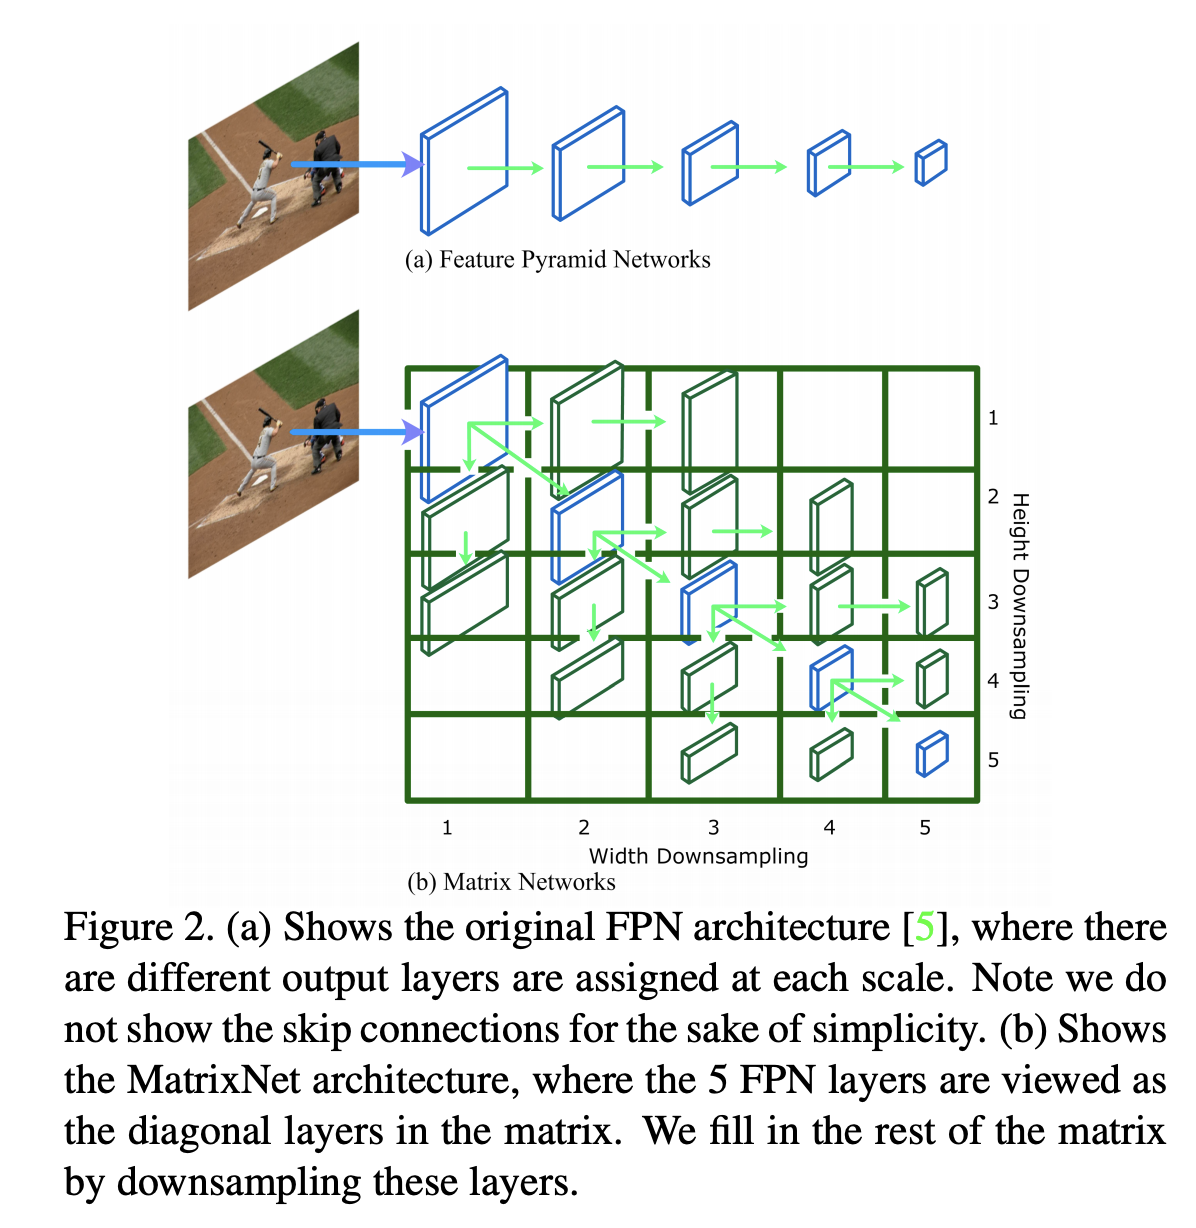 (a) Feature Pyramid Networks
1
2
3
4
5
Height Downsampling
1 2 3 4 5
Width Downsampling
(b) Matrix Networks
Figure 2. (a) Shows the original FPN architecture [5], where there
are different output layers are assigned at each scale. Note we do
not show the skip connections for the sake of simplicity. (b) Shows
the MatrixNet architecture, where the 5 FPN layers are viewed as
the diagonal layers in the matrix. We fill in the rest of the matrix
by downsampling these layers.